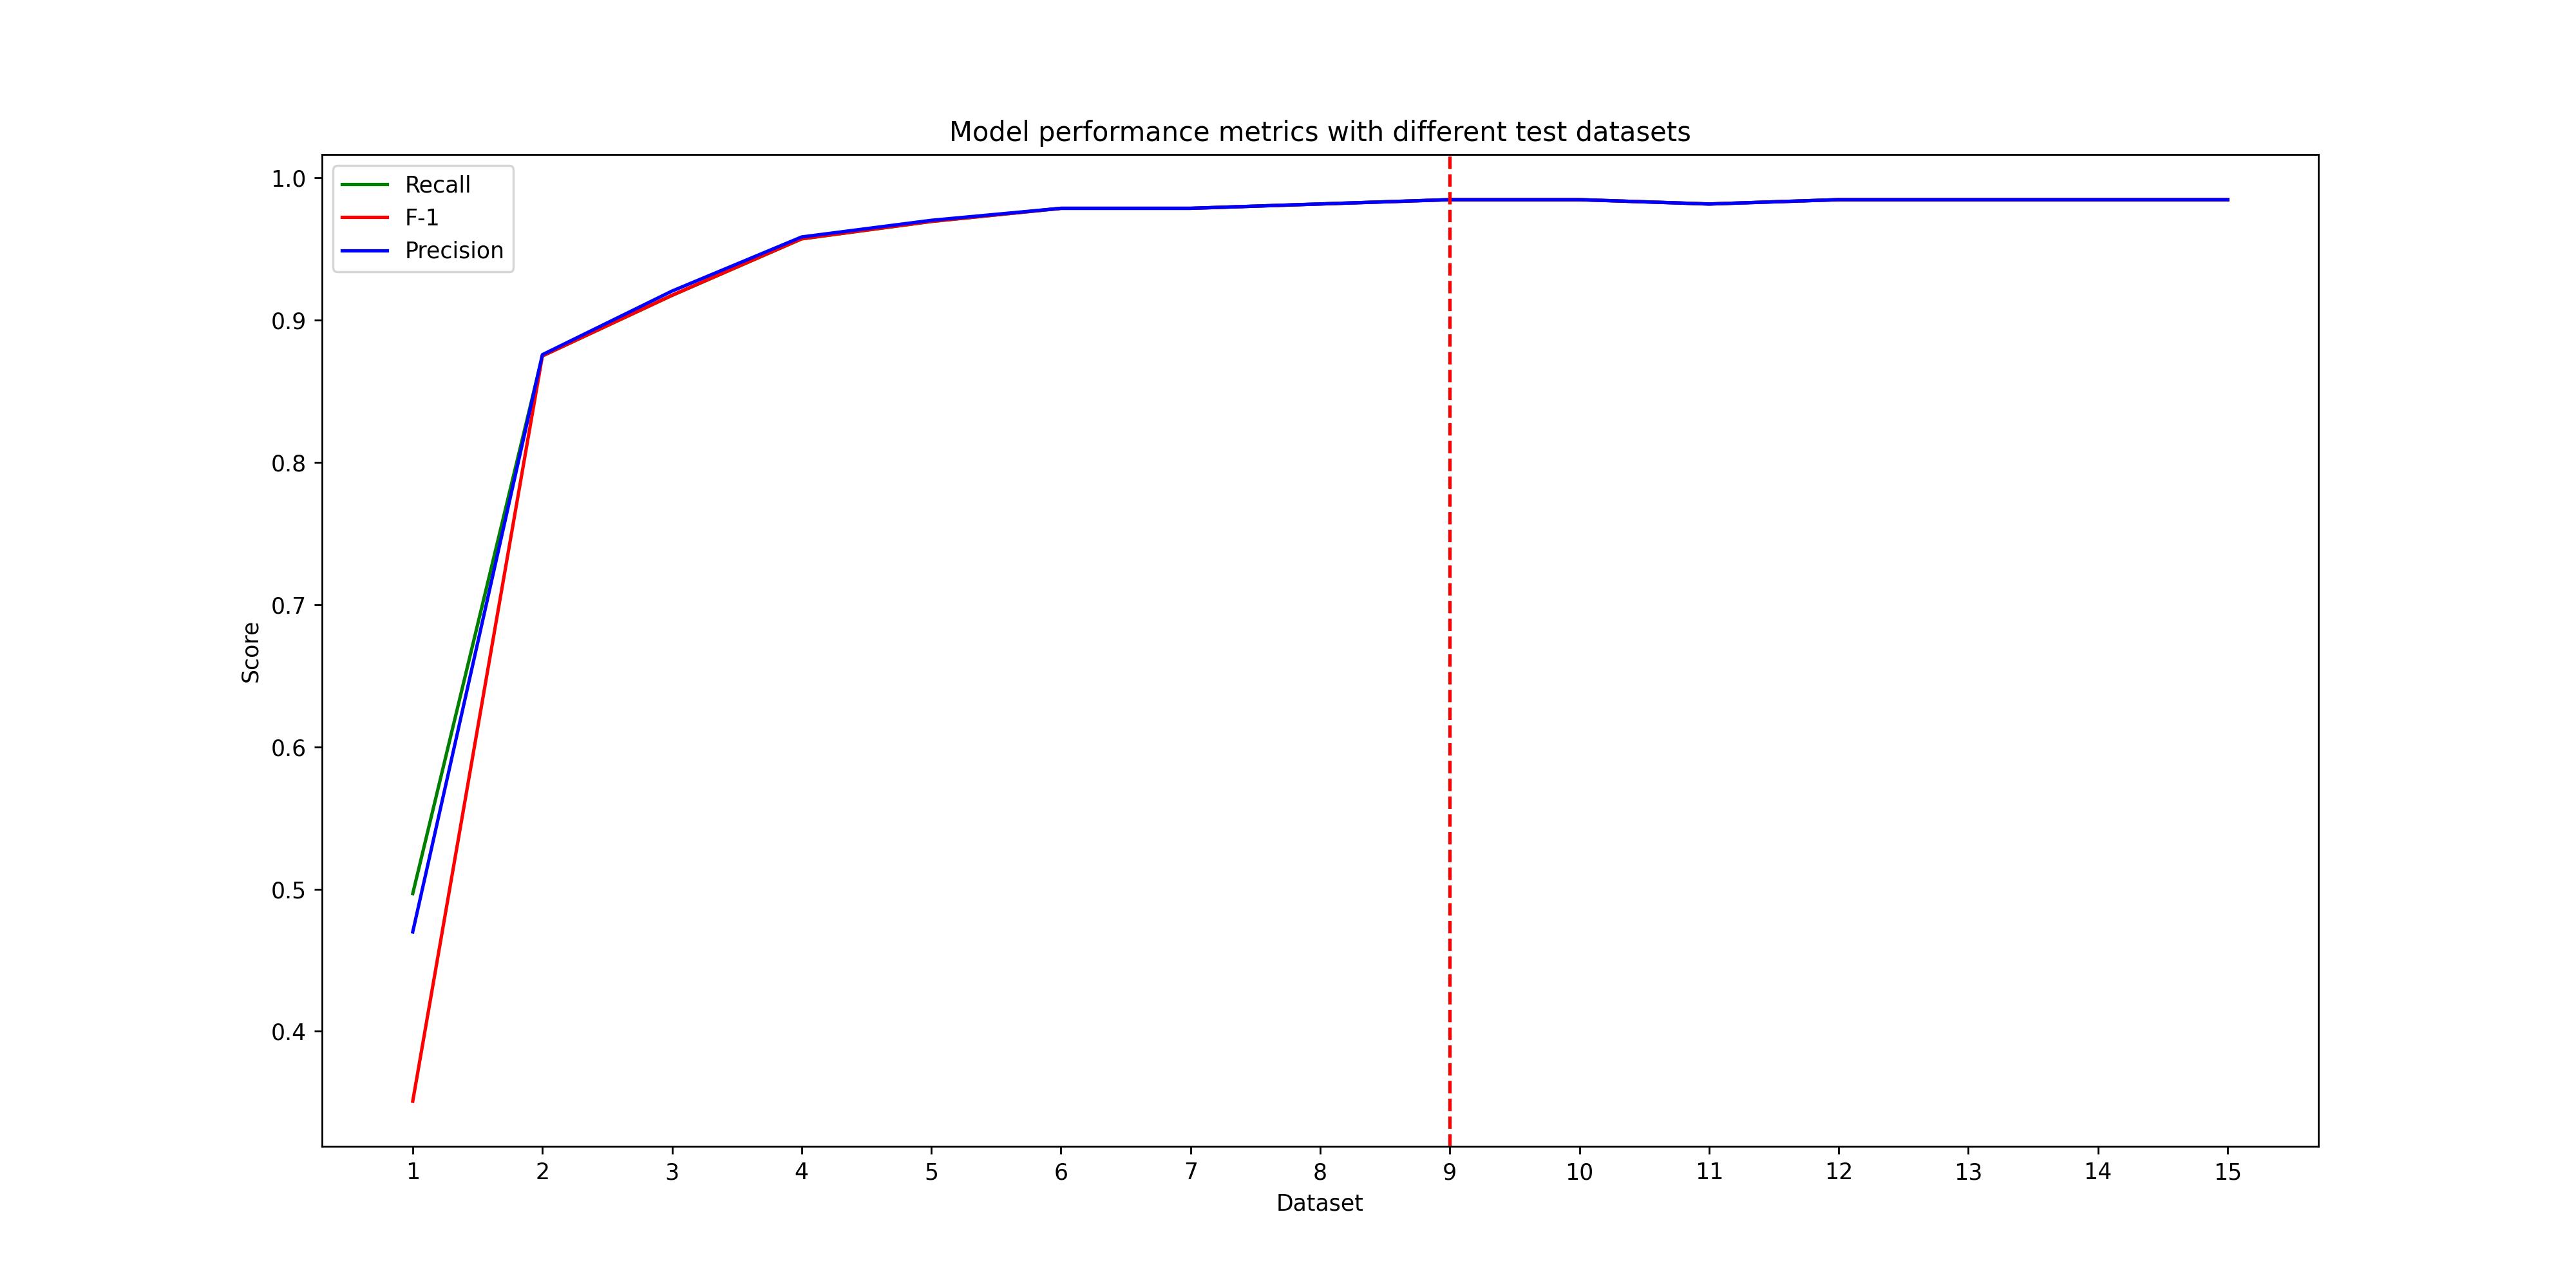 Model performance metrics with different test datasets
Recall
F-1
Precision
1.0
0.9
0.8
0.7
0.6
0.5
0.4
Score
1 2 3 4 5 6 7 8 9 10 11 12 13 14 15
Dataset